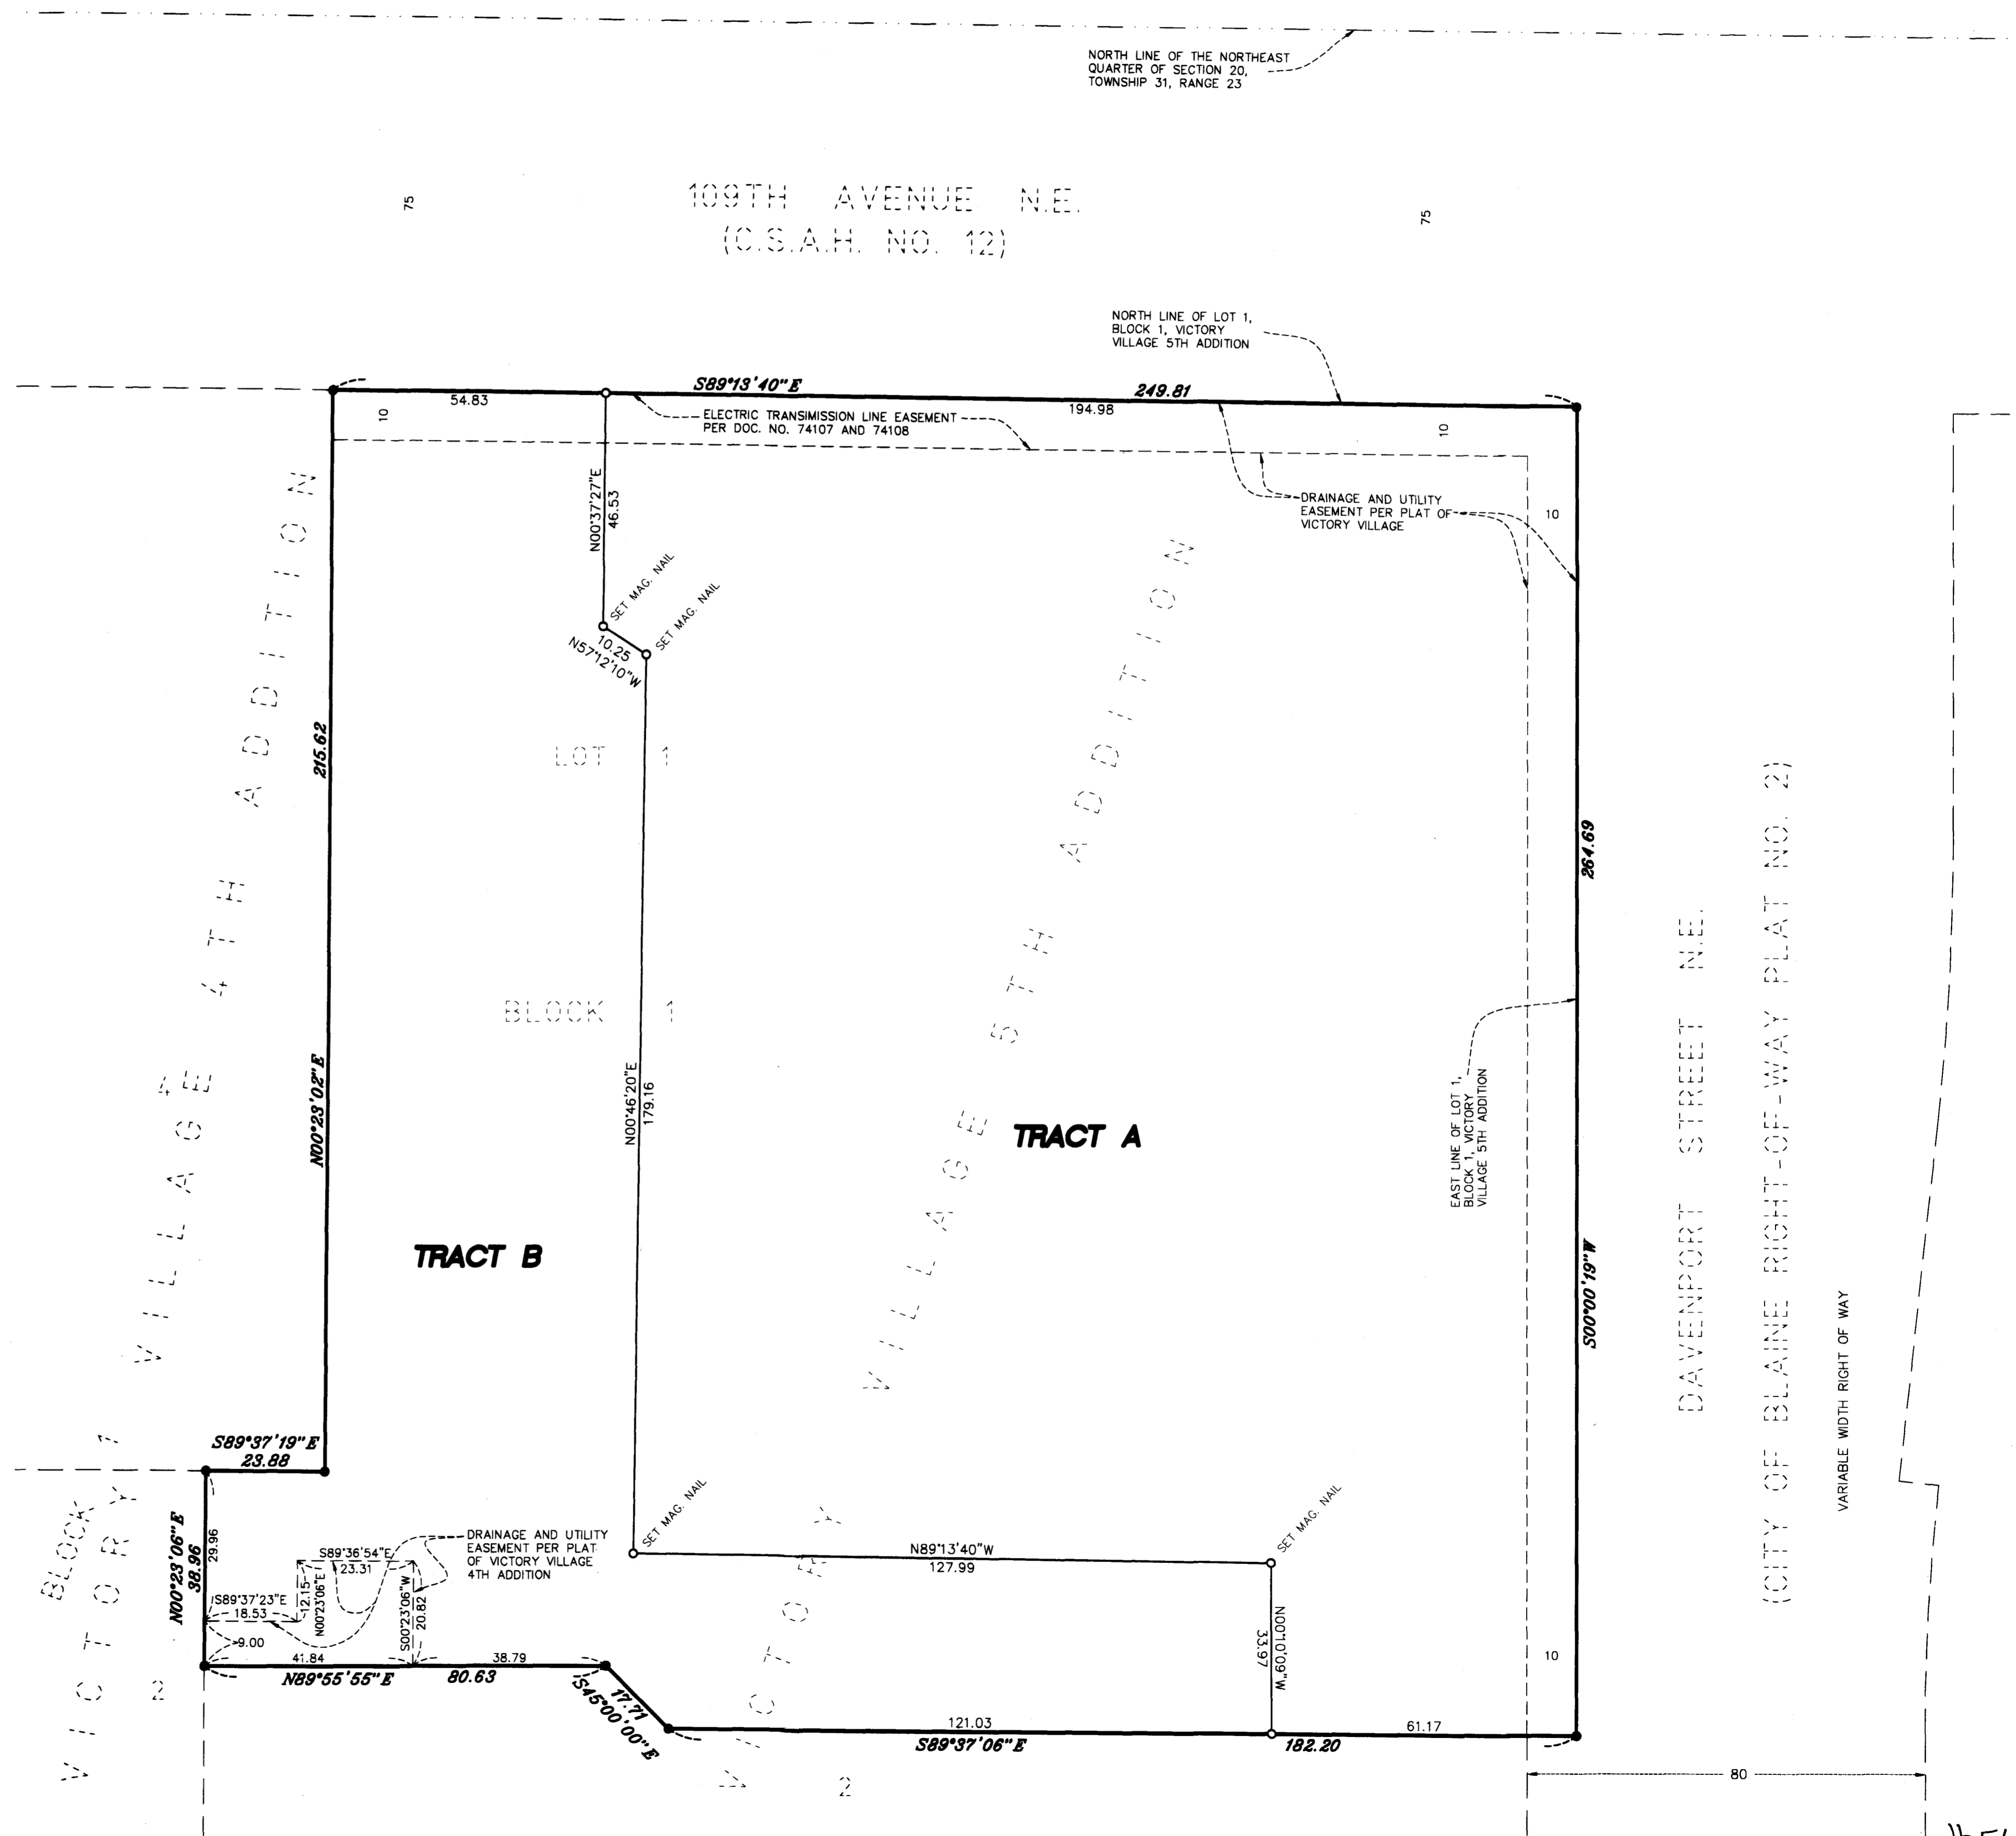 NORTH LINE OF THE NORTHEAST
QUARTER OF SECTION 20,
TOWNSHIP 31, RANGE 23
75
109TH AVENUE N.E.
75
(C.S.A.H. NO. 12)
NORTH LINE OF LOT 1,
BLOCK 1, VICTORY
VILLAGE 5TH ADDITION
S89°13'40"E
249.81
54.83
194.98
10
ELECTRIC TRANSIMISSION LINE EASEMENT
PER DOC. NO. 74107 AND 74108
10
N00°37'27"E
46.53
DRAINAGE AND UTILITY
EASEMENT PER PLAT OF
VICTORY VILLAGE
10
SET MAG. NAIL
SET MAG. NAIL
10.25
N57°12'10"W
215.62
N00°23'02"E
LOT 1
BLOCK 1
264.69
S00°00'19"W
N00°46'20"E
179.16
TRACT A
TRACT B
EAST LINE OF LOT 1,
BLOCK 1, VICTORY
VILLAGE 5TH ADDITION
VICTORY VILLAGE 4TH ADDITION
VICTORY VILLAGE 5TH ADDITION
DAVENPORT STREET N.E.
(CITY OF BLAINE RIGHT-OF-WAY PLAT NO. 2)
VARIABLE WIDTH RIGHT OF WAY
4
BLOCK 1
2
S89°37'19"E
23.88
N00°23'06"E
38.96
29.96
S89°36'54"E
23.31
S89°37'23"E
18.53
12.15
N00°23'06"E
S00°23'06"W
20.82
9.00
DRAINAGE AND UTILITY
EASEMENT PER PLAT
OF VICTORY VILLAGE
4TH ADDITION
SET MAG. NAIL
SET MAG. NAIL
N89°13'40"W
127.99
N00°10'09"W
33.97
41.84
38.79
N89°55'55"E
80.63
17.71
S45°00'00"E
121.03
61.17
S89°37'06"E
182.20
10
2
80